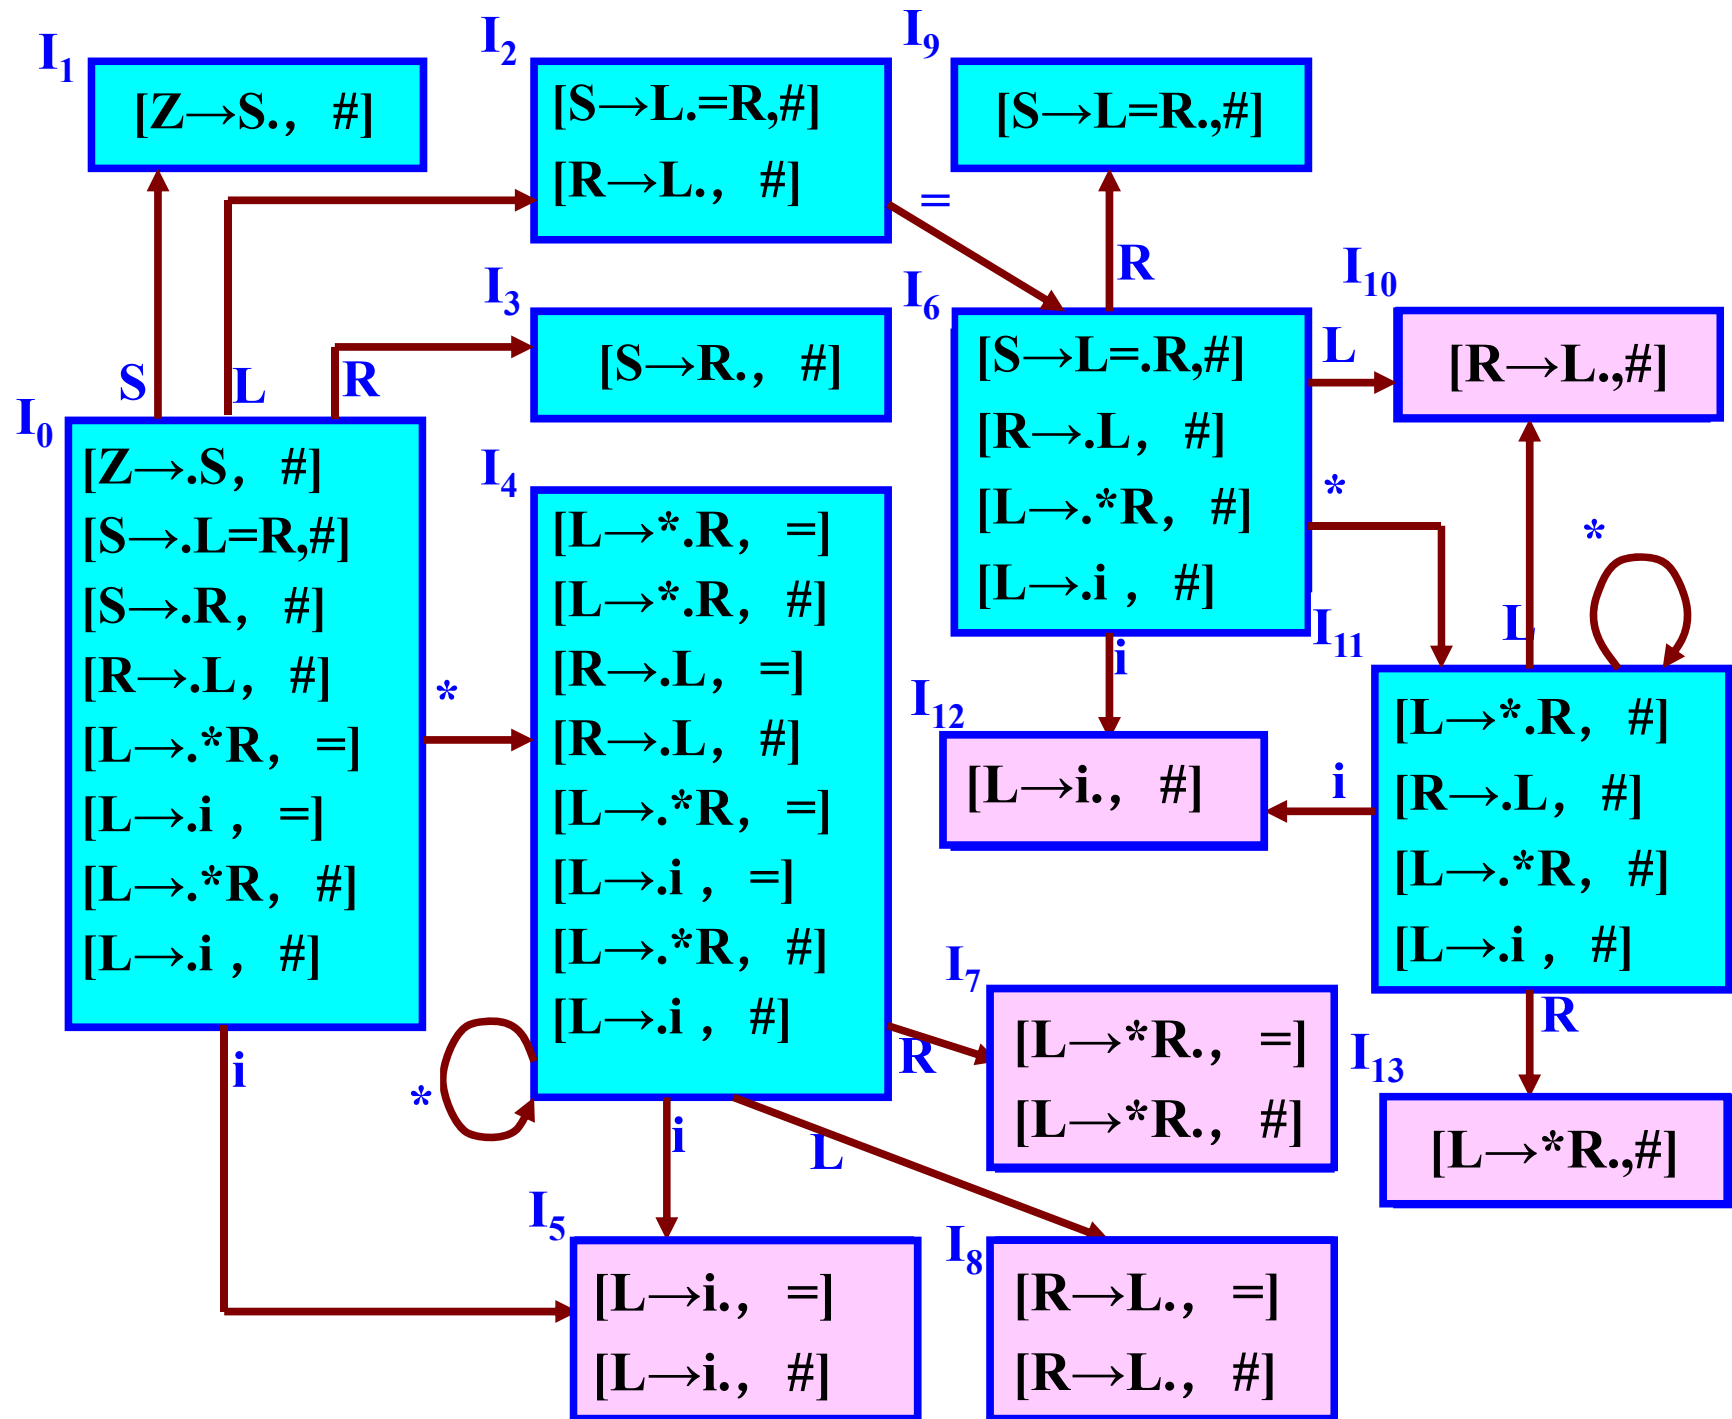 I1
[Z→S., #]
I2
[S→L.=R,#]
[R→L., #]
I9
[S→L=R.,#]
=
S
L
R
I3
[S→R., #]
R
I6
[S→L=.R,#]
[R→.L, #]
[L→.*R, #]
[L→.i , #]
L
I10
[R→L.,#]
*
I0
[Z→.S, #]
[S→.L=R,#]
[S→.R, #]
[R→.L, #]
[L→.*R, =]
[L→.i , =]
[L→.*R, #]
[L→.i , #]
*
I4
[L→*.R, =]
[L→*.R, #]
[R→.L, =]
[R→.L, #]
[L→.*R, =]
[L→.i , =]
[L→.*R, #]
[L→.i , #]
i
I12
[L→i., #]
i
I11
L
*
[L→*.R, #]
[R→.L, #]
[L→.*R, #]
[L→.i , #]
i
*
i
L
R
I7
[L→*R., =]
[L→*R., #]
R
I13
[L→*R.,#]
I5
[L→i., =]
[L→i., #]
I8
[R→L., =]
[R→L., #]